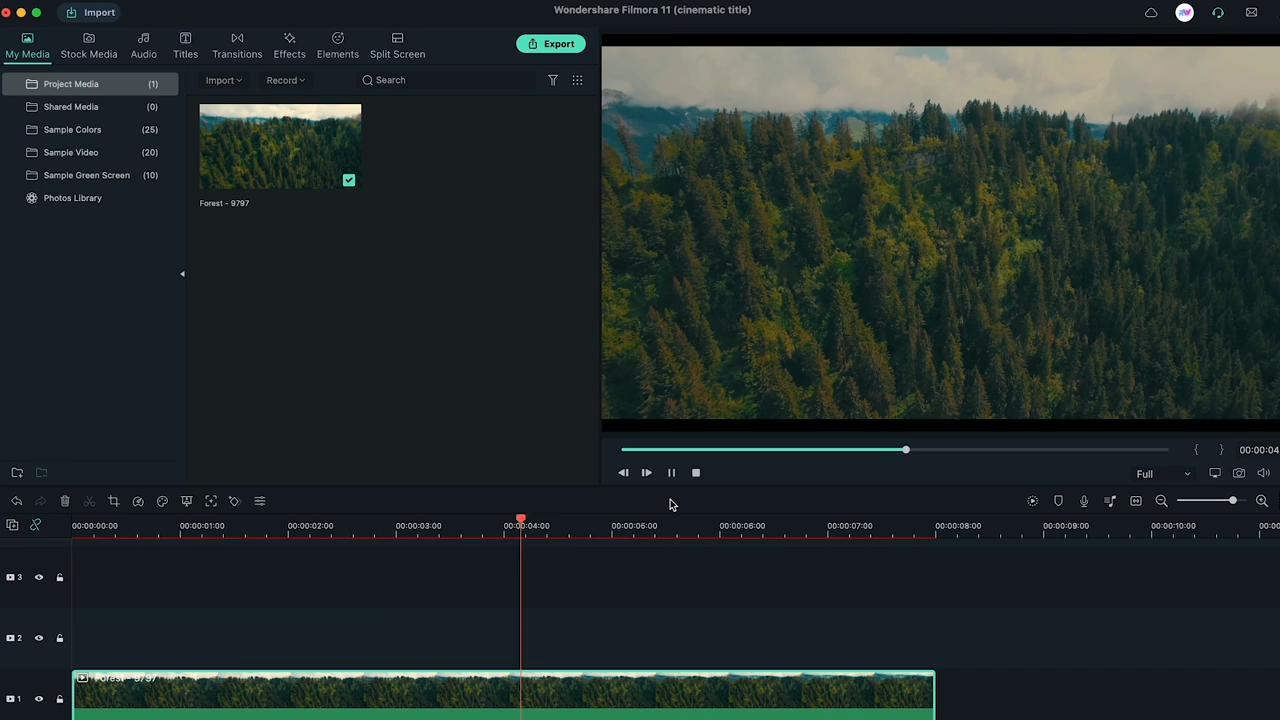 Import
Wondershare Filmora 11 (cinematic title)
My Media Stock Media Audio Titles Transitions Effects Elements Split Screen
Export
Project Media (1)
Shared Media (0)
Sample Colors (25)
Sample Video (20)
Sample Green Screen (10)
Photos Library
Import Record Search
Forest - 9797
00:00:04
Full
00:00:00:00 00:00:01:00 00:00:02:00 00:00:03:00 00:00:04:00 00:00:05:00 00:00:06:00 00:00:07:00 00:00:08:00 00:00:09:00 00:00:10:00 00:00
3
2
1
Forest - 9797